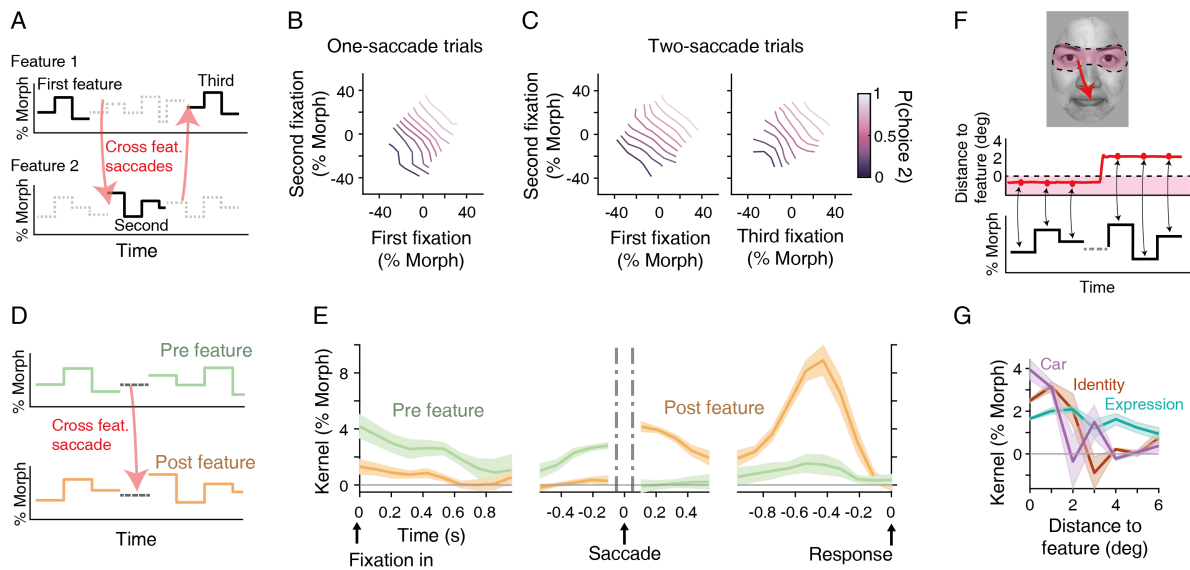 A
Feature 1
First feature
Third
% Morph
Cross feat.
saccades
Feature 2
% Morph
Second
Time
B
One-saccade trials
Second fixation
(% Morph)
40
0
-40
-40
0
40
First fixation
(% Morph)
C
Two-saccade trials
Second fixation
(% Morph)
40
0
-40
-40
0
40
First fixation
(% Morph)
-40
0
40
Third fixation
(% Morph)
1
0.5
0
P(choice 2)
F
Distance to
feature (deg)
4
2
0
% Morph
Time
D
Pre feature
% Morph
Cross feat.
saccade
Post feature
% Morph
Time
E
Kernel (% Morph)
8
4
0
Pre feature
Post feature
0
0.2
0.4
0.6
0.8
Time (s)
Fixation in
-0.4
-0.2
0
0.2
0.4
Saccade
-0.8
-0.6
-0.4
-0.2
0
Response
G
Kernel (% Morph)
4
2
0
Car
Identity
Expression
0
2
4
6
Distance to
feature (deg)